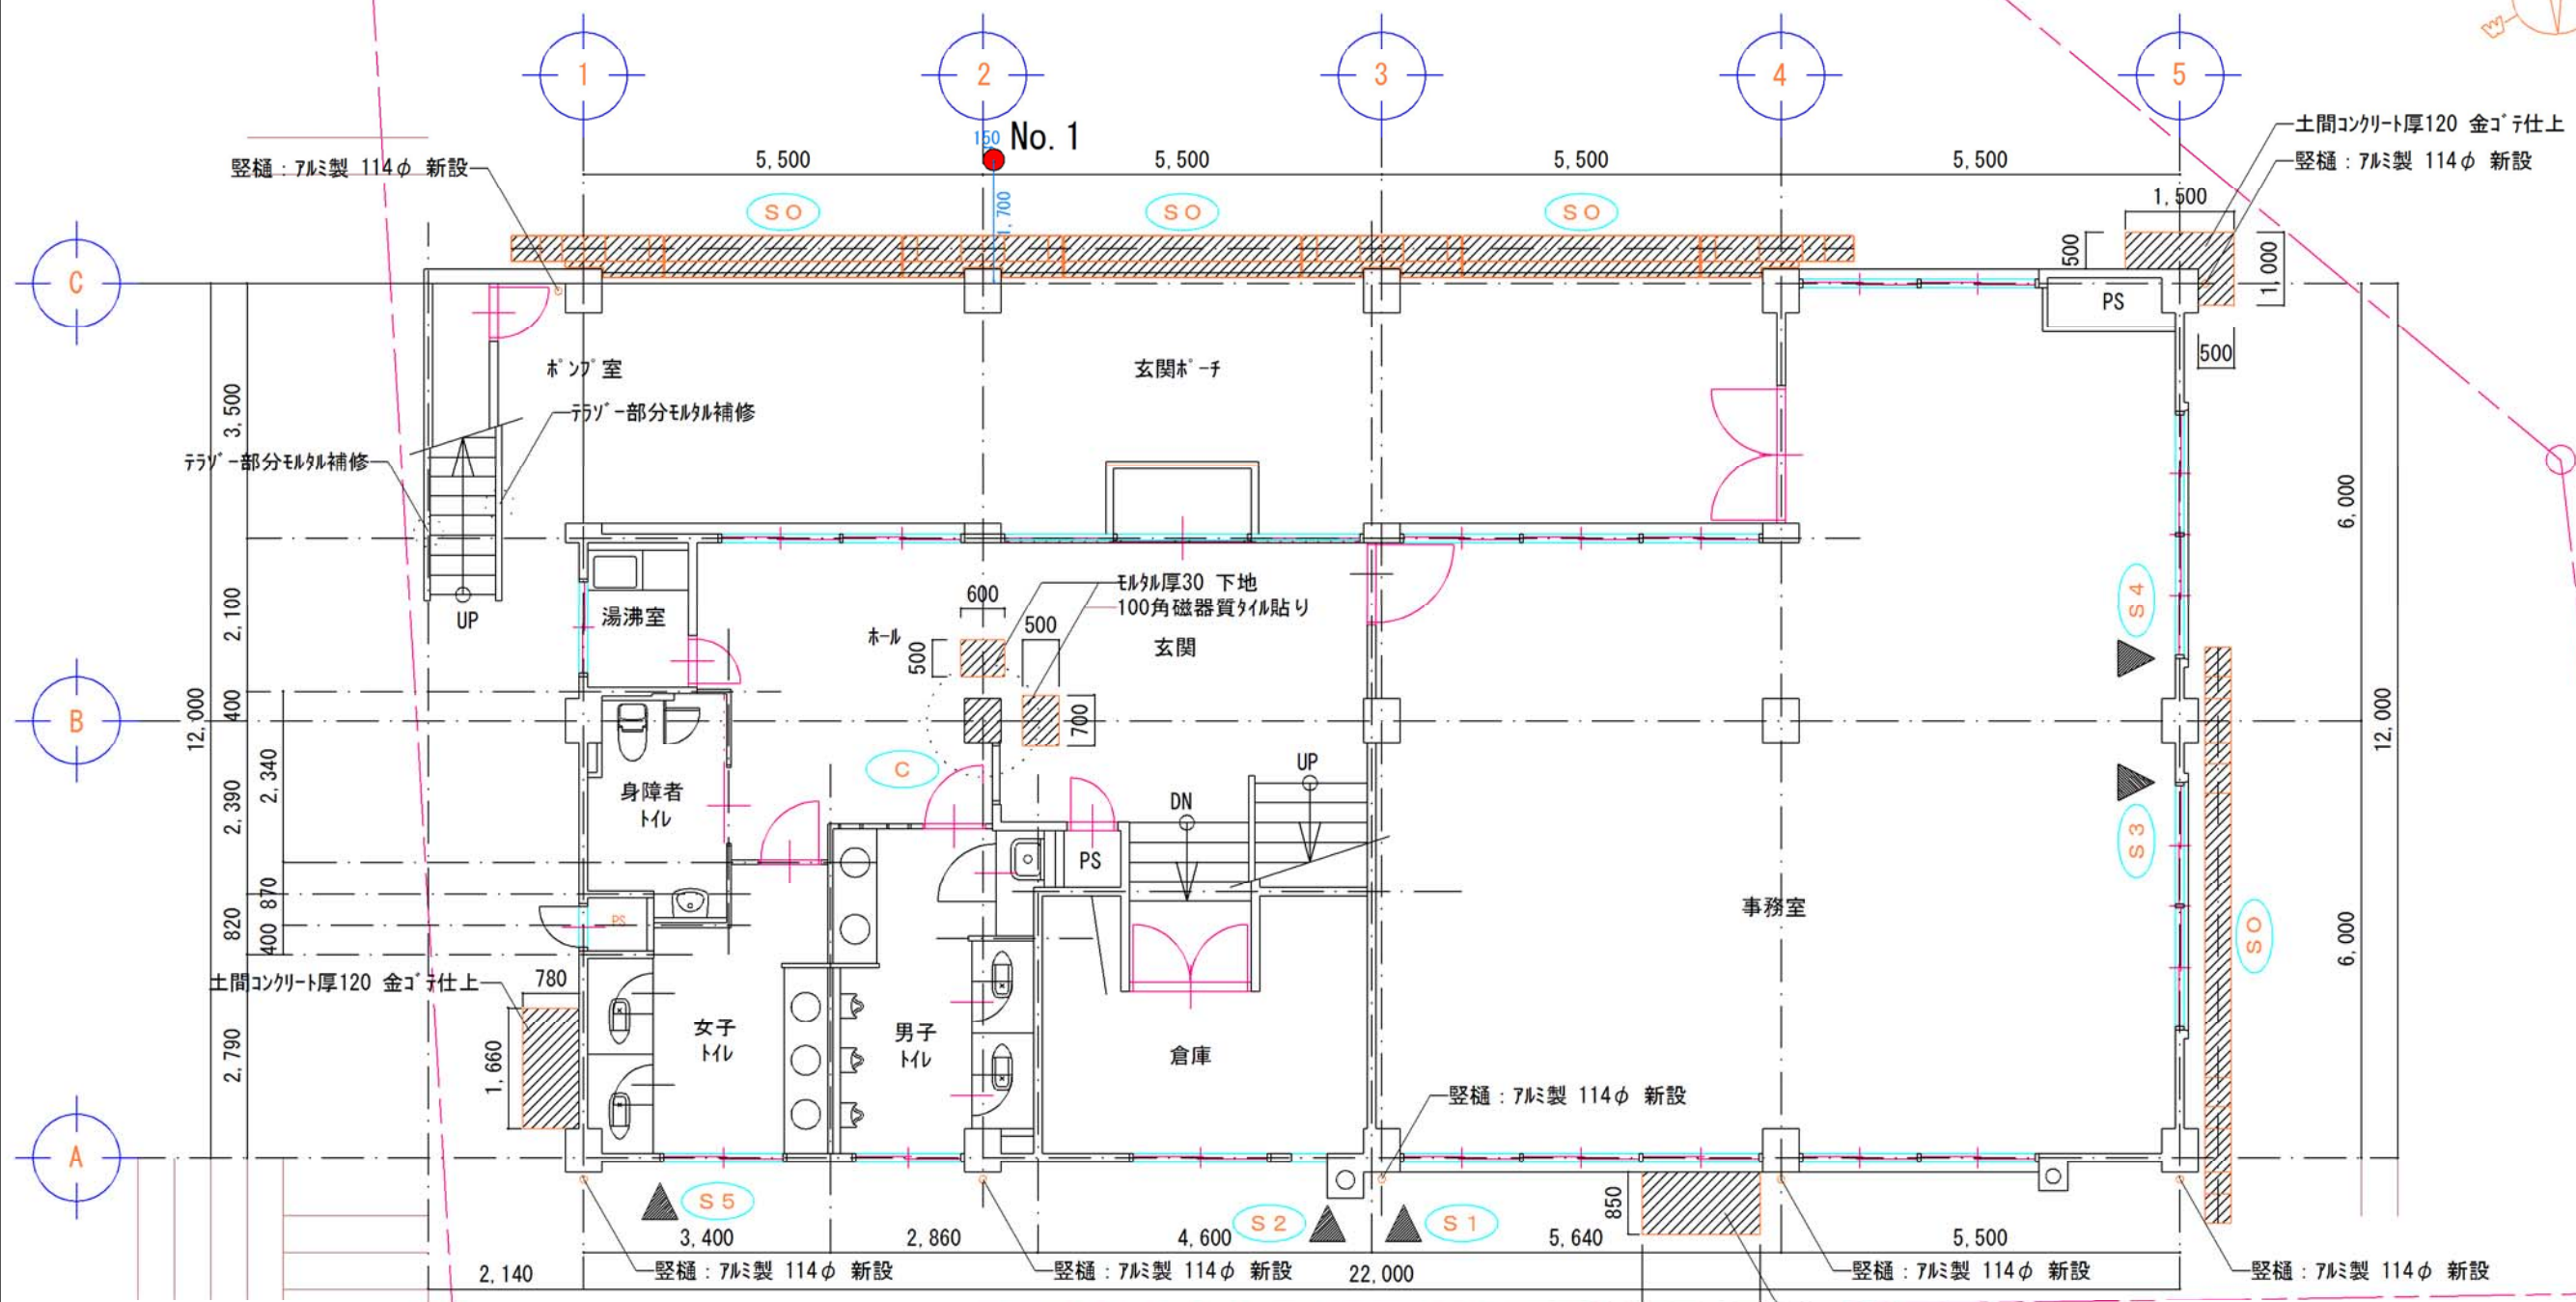 1
2
3
4
5
W
150
No. 1
5,500
5,500
5,500
5,500
1,700
竪樋：ｱﾙﾐ製 114φ 新設
土間ｺﾝｸﾘｰﾄ厚120 金ｺﾞﾃ仕上
竪樋：ｱﾙﾐ製 114φ 新設
1,500
500
1,000
500
SO
SO
SO
C
PS
ﾎﾟﾝﾌﾟ室
玄関ﾎﾟｰﾁ
ﾃﾗｿﾞｰ部分ﾓﾙﾀﾙ補修
ﾃﾗｿﾞｰ部分ﾓﾙﾀﾙ補修
3,500
6,000
UP
湯沸室
2,100
ﾓﾙﾀﾙ厚30 下地
100角磁器質ﾀｲﾙ貼り
600
500
500
700
ﾎｰﾙ
玄関
S4
B
12,000
400
12,000
2,340
2,390
身障者
ﾄｲﾚ
C
UP
DN
PS
S3
事務室
SO
870
820
400
PS
6,000
土間ｺﾝｸﾘｰﾄ厚120 金ｺﾞﾃ仕上
780
1,660
2,790
女子
ﾄｲﾚ
男子
ﾄｲﾚ
倉庫
A
竪樋：ｱﾙﾐ製 114φ 新設
S5
S2
S1
850
3,400
2,860
4,600
5,640
5,500
2,140
竪樋：ｱﾙﾐ製 114φ 新設
竪樋：ｱﾙﾐ製 114φ 新設
22,000
竪樋：ｱﾙﾐ製 114φ 新設
竪樋：ｱﾙﾐ製 114φ 新設